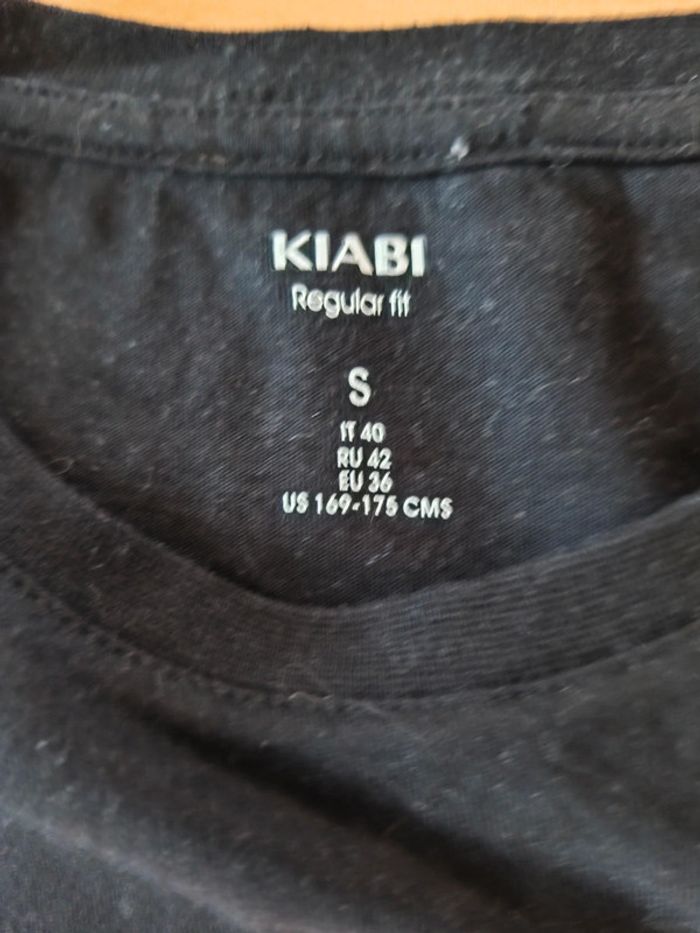 KIABI
Regular fit
S
IT 40
RU 42
EU 36
US 169-175 CMS